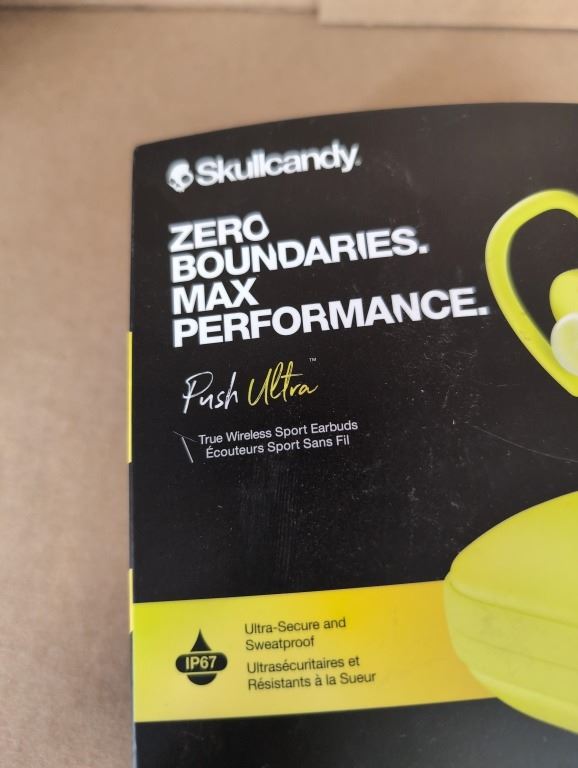 Skullcandy®
ZERO
BOUNDARIES.
MAX
PERFORMANCE.
Push Ultra™
True Wireless Sport Earbuds
Écouteurs Sport Sans Fil
IP67
Ultra-Secure and
Sweatproof
Ultrasécuritaires et
Résistants à la Sueur